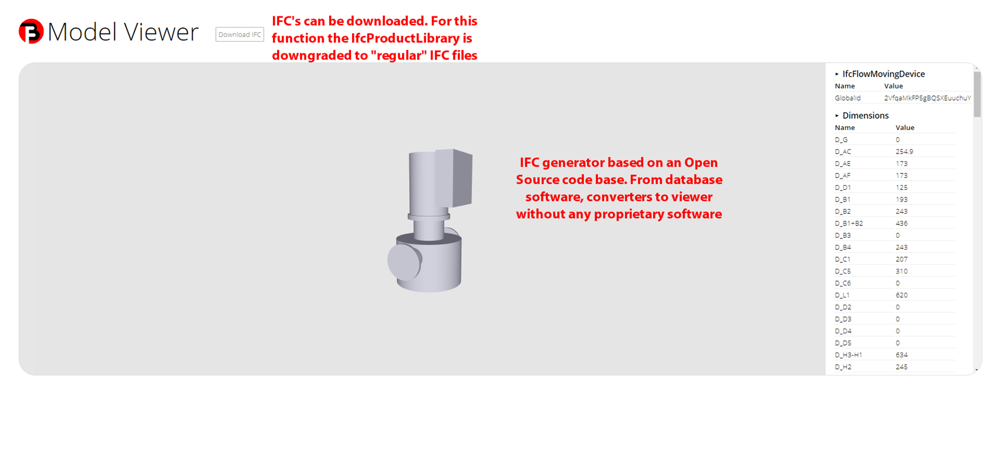 B Model Viewer
Download IFC
IFC's can be downloaded. For this
function the IfcProductLibrary is
downgraded to "regular" IFC files
IFC generator based on an Open
Source code base. From database
software, converters to viewer
without any proprietary software
IfcFlowMovingDevice
Name Value
GlobalId 2VfqaMkFP5gBQSXEuuchuY
Dimensions
Name Value
D_G 0
D_AC 254.9
D_AE 173
D_AF 173
D_D1 125
D_B1 193
D_B2 243
D_B1+B2 436
D_B3 0
D_B4 243
D_C1 207
D_C5 310
D_C6 0
D_L1 620
D_D2 0
D_D3 0
D_D4 0
D_D5 0
D_H3-H1 634
D_H2 245